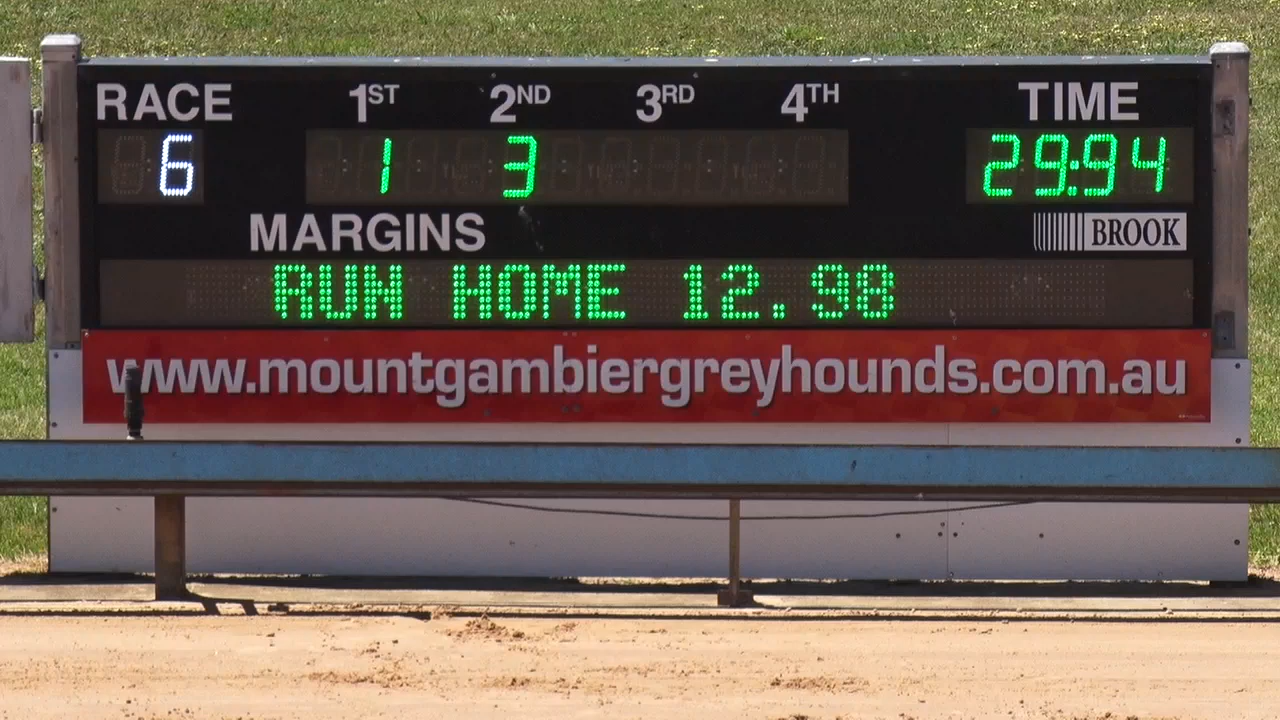 RACE 1ST 2ND 3RD 4TH TIME
6 1 3 29:94
MARGINS BROOK
RUN HOME 12.98
www.mountgambiergreyhounds.com.au